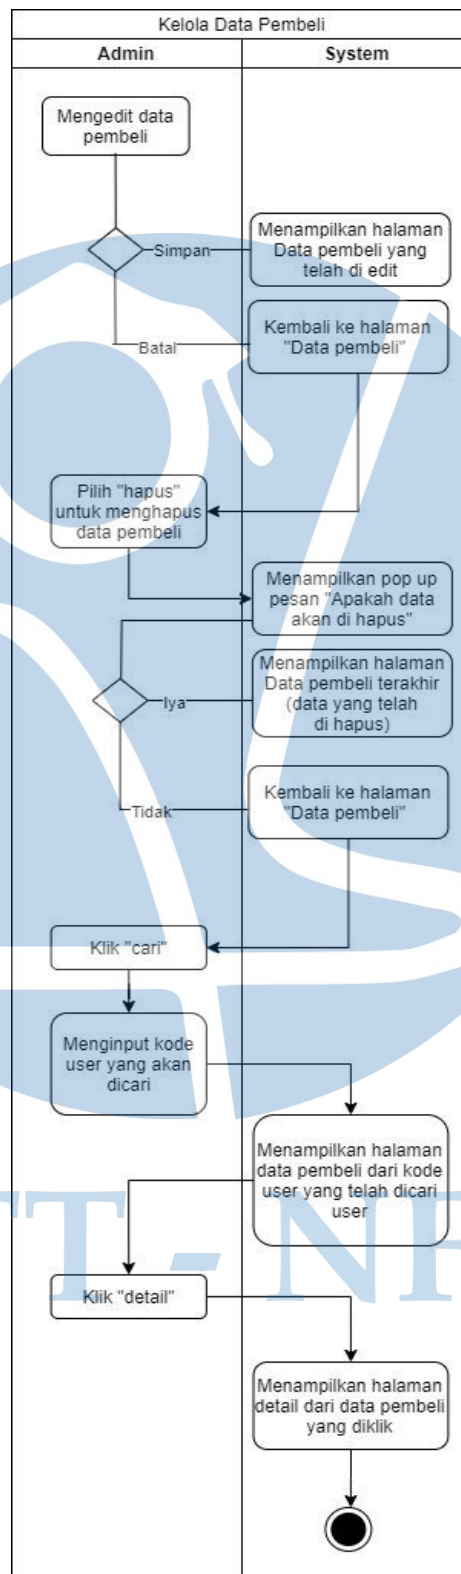 Kelola Data Pembeli
Admin
System
Mengedit data
pembeli
Simpan
Menampilkan halaman
Data pembeli yang
telah di edit
Batal
Kembali ke halaman
"Data pembeli"
Pilih "hapus"
untuk menghapus
data pembeli
Menampilkan pop up
pesan "Apakah data
akan di hapus"
Iya
Menampilkan halaman
Data pembeli terakhir
(data yang telah
di hapus)
Tidak
Kembali ke halaman
"Data pembeli"
Klik "cari"
Menginput kode
user yang akan
dicari
Menampilkan halaman
data pembeli dari kode
user yang telah dicari
user
TT - NF
Klik "detail"
Menampilkan halaman
detail dari data pembeli
yang diklik